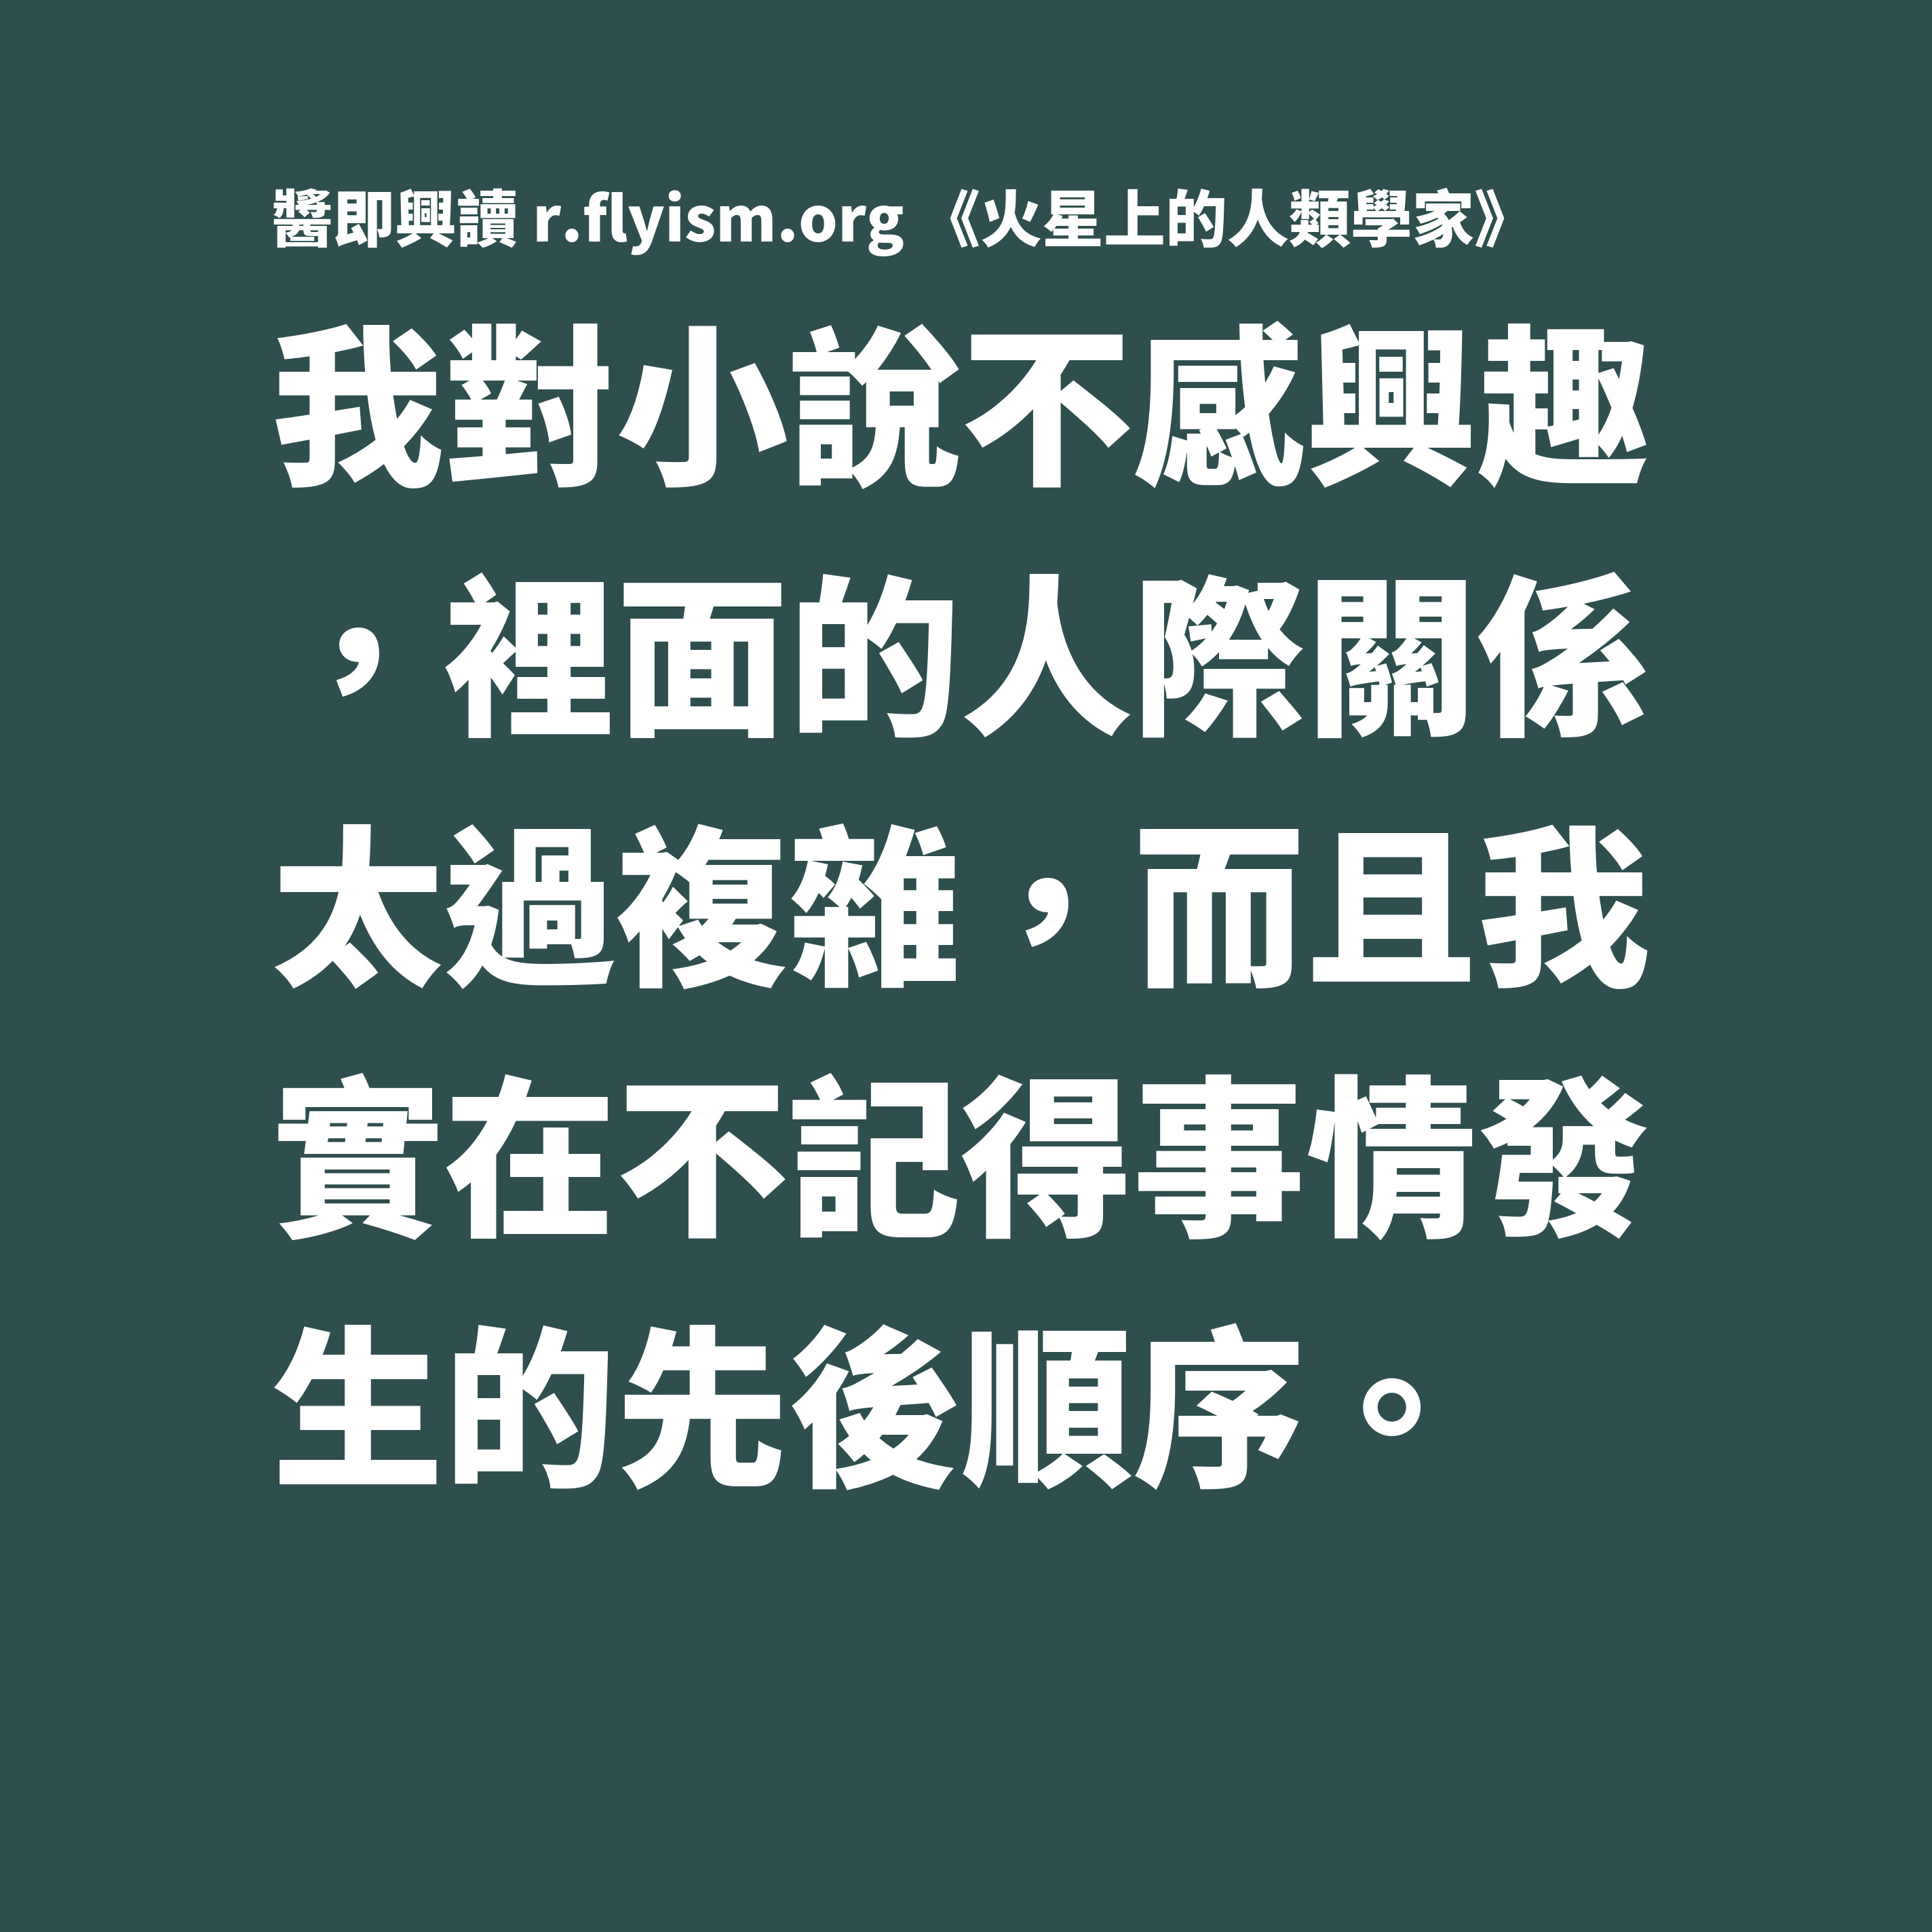 翳即與讀 r.flyism.org 《火星上的人類學家》
我對小說不感興趣
，裡面的人際關係
太過複雜，而且我
實在不記得事情發
生的先後順序。